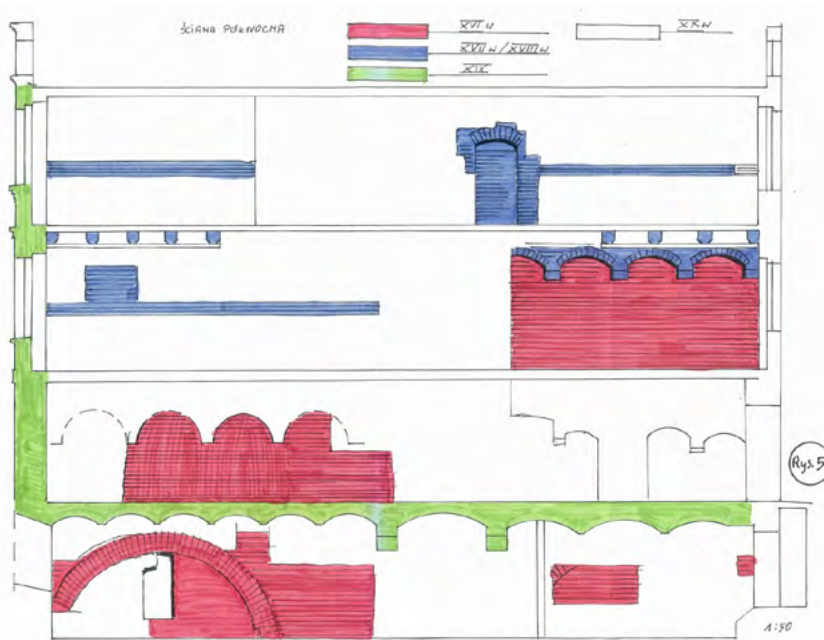 ŚCIANA PÓŁNOCNA
XVI w
XVII w / XVIII w
XIX
XX w
Rys. 5
1:50